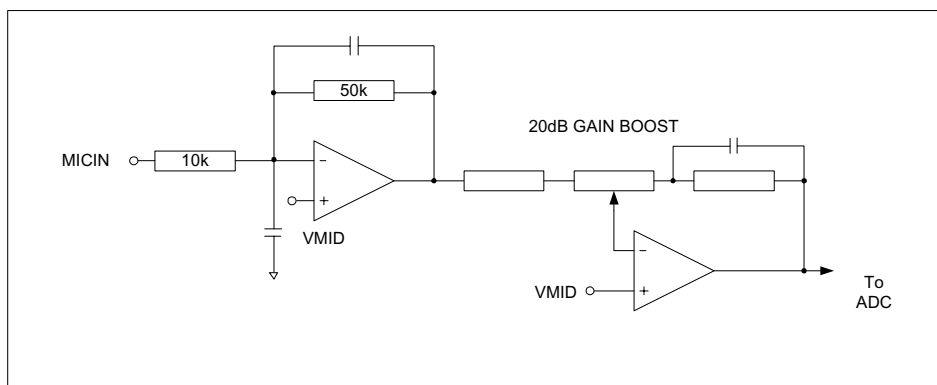 50k
20dB GAIN BOOST
MICIN
10k
−
+
VMID
−
+
VMID
To
ADC